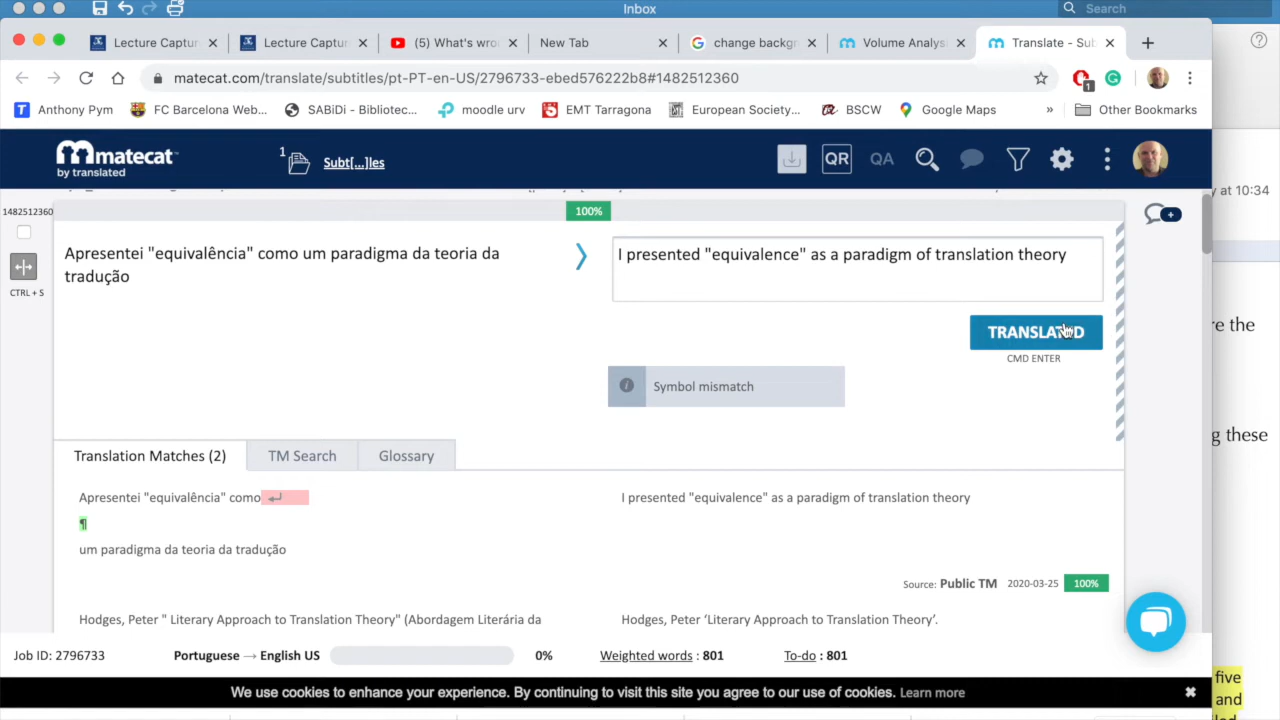 Inbox
Search
Lecture Captur
Lecture Captur
(5) What's wro
New Tab
change backg
Volume Analys
Translate - Sub
matecat.com/translate/subtitles/pt-PT-en-US/2796733-ebed576222b8#1482512360
1
Anthony Pym
FC Barcelona Web...
SABiDi - Bibliotec...
moodle urv
EMT Tarragona
European Society...
BSCW
Google Maps
»
Other Bookmarks
matecat
by translated
1
Subt[...]les
QR
QA
y at 10:34
1482512360
100%
Apresentei "equivalência" como um paradigma da teoria da
tradução
I presented "equivalence" as a paradigm of translation theory
CTRL + S
re the
TRANSLATED
CMD ENTER
Symbol mismatch
g these
Translation Matches (2)
TM Search
Glossary
Apresentei "equivalência" como
I presented "equivalence" as a paradigm of translation theory
¶
um paradigma da teoria da tradução
Source: Public TM 2020-03-25 100%
Hodges, Peter " Literary Approach to Translation Theory" (Abordagem Literária da
Hodges, Peter ‘Literary Approach to Translation Theory’.
Job ID: 2796733
Portuguese → English US
0%
Weighted words : 801
To-do : 801
five
and
We use cookies to enhance your experience. By continuing to visit this site you agree to our use of cookies. Learn more